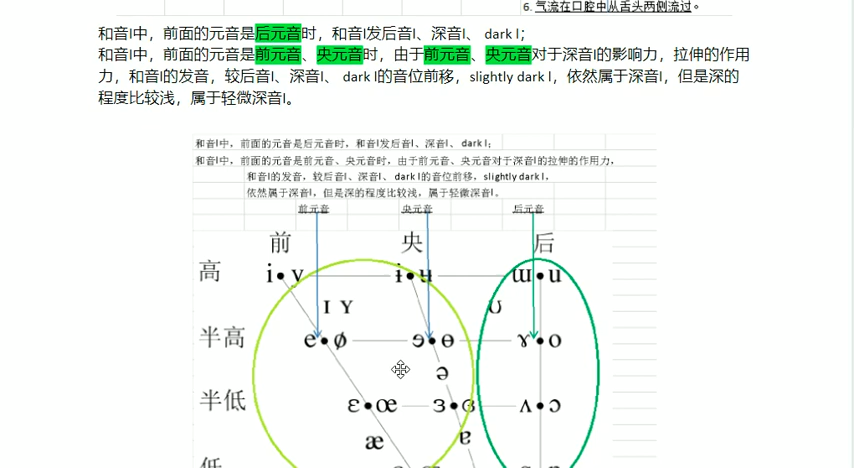 6. 气流在口腔中从舌头两侧流过。
和音l中，前面的元音是后元音时，和音l发后音l、深音l、 dark l；
和音l中，前面的元音是前元音、央元音时，由于前元音、央元音对于深音l的影响力，拉伸的作用
力，和音l的发音，较后音l、深音l、 dark l的音位前移，slightly dark l，依然属于深音l，但是深的
程度比较浅，属于轻微深音l。
和音l中，前面的元音是后元音时，和音l发后音l、深音l、 dark l；
和音l中，前面的元音是前元音、央元音时，由于前元音、央元音对于深音l的拉伸的作用力，
和音l的发音，较后音l、深音l、 dark l的音位前移，slightly dark l，
依然属于深音l，但是深的程度比较浅，属于轻微深音l。
前元音 央元音 后元音
前 央 后
高 i y ɨ ʉ ɯ u
ɪ ʏ ʊ
半高 e ø ɘ ɵ ɤ o
ə
半低 ɛ œ ɜ ɞ ʌ ɔ
æ ɐ